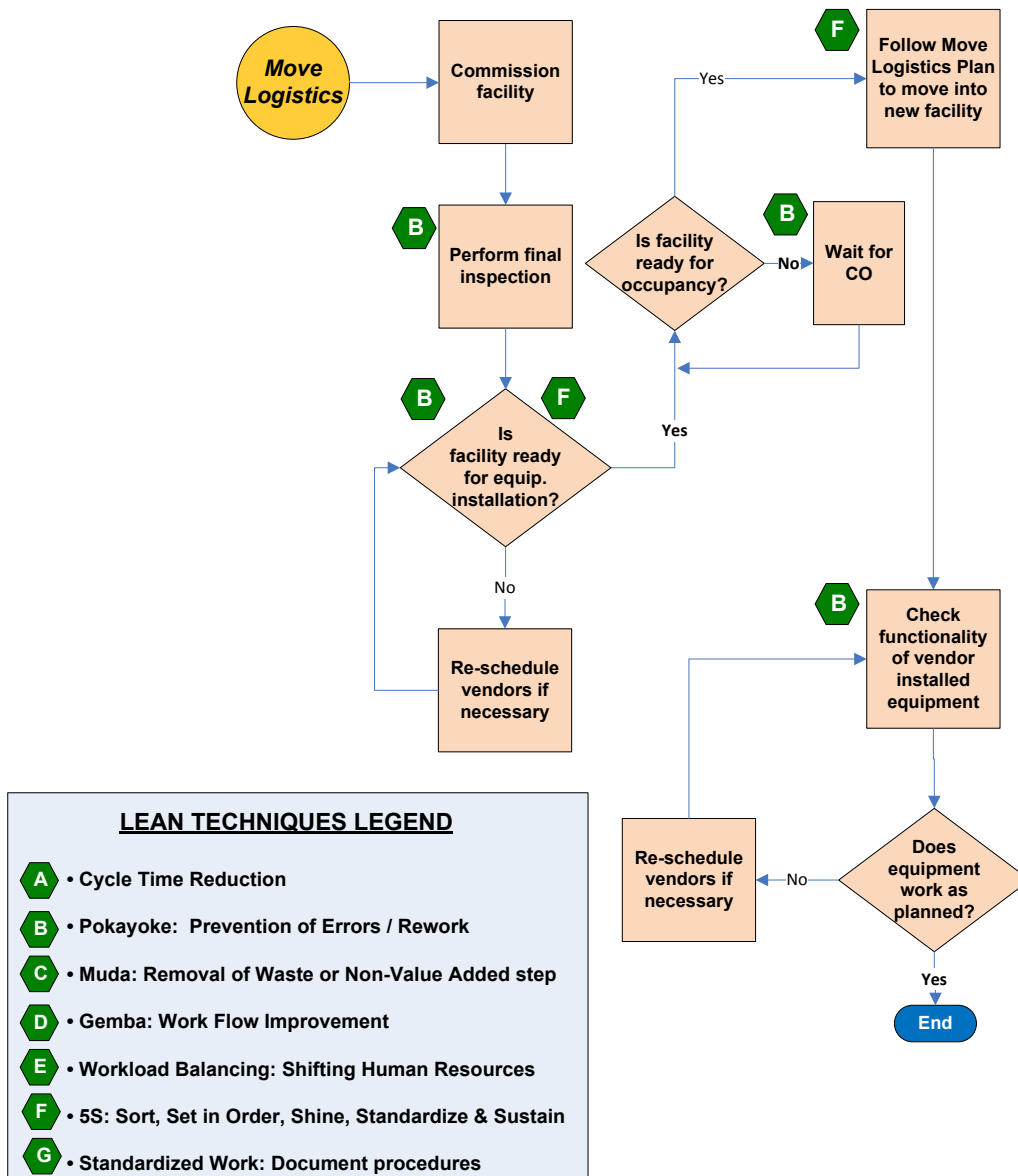 Move
Logistics
Commission
facility
F
Follow Move
Logistics Plan
to move into
new facility
Yes
B
Perform final
inspection
Is facility
ready for
occupancy?
No
B
Wait for
CO
B
F
Is
facility ready
for equip.
installation?
Yes
No
Re-schedule
vendors if
necessary
B
Check
functionality
of vendor
installed
equipment
Does
equipment
work as
planned?
No
Re-schedule
vendors if
necessary
Yes
End
LEAN TECHNIQUES LEGEND
A • Cycle Time Reduction
B • Pokayoke: Prevention of Errors / Rework
C • Muda: Removal of Waste or Non-Value Added step
D • Gemba: Work Flow Improvement
E • Workload Balancing: Shifting Human Resources
F • 5S: Sort, Set in Order, Shine, Standardize & Sustain
G • Standardized Work: Document procedures